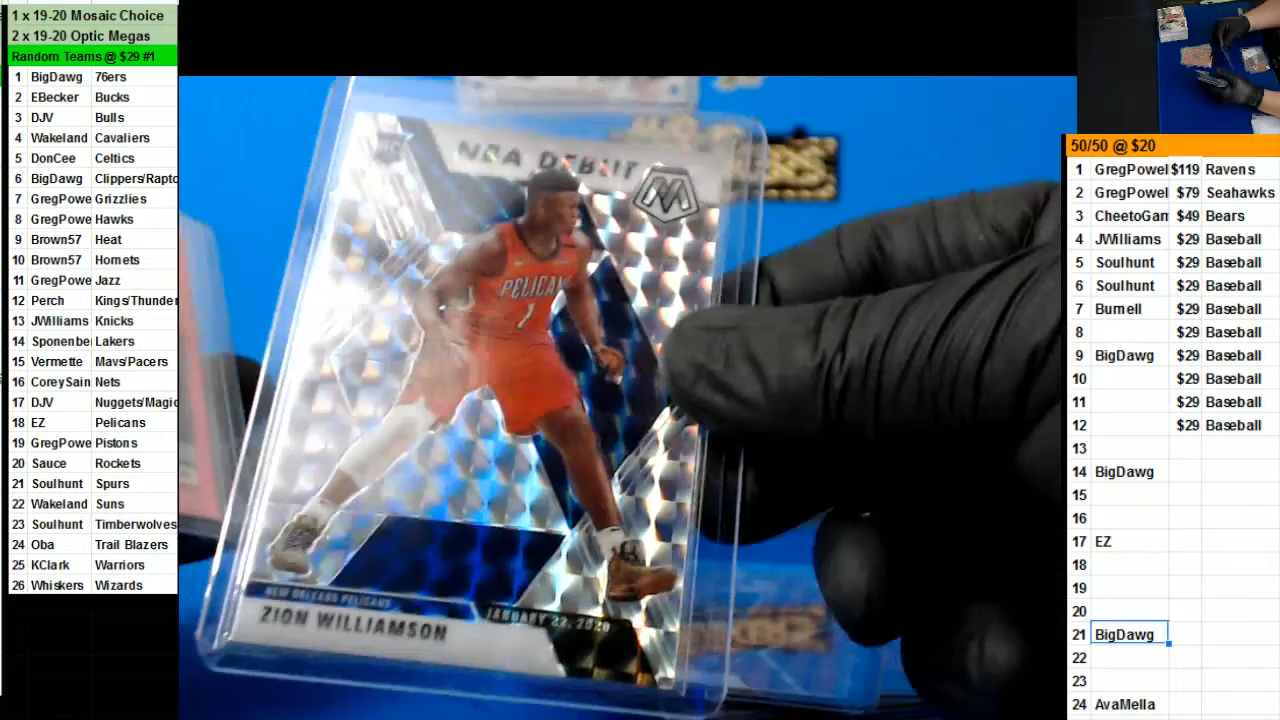 1 x 19-20 Mosaic Choice
2 x 19-20 Optic Megas
Random Teams @ $29 #1
1 BigDawg 76ers
2 EBecker Bucks
3 DJV Bulls
4 Wakeland Cavaliers
5 DonCee Celtics
6 BigDawg Clippers/Rapto
7 GregPowe Grizzlies
8 GregPowe Hawks
9 Brown57 Heat
10 Brown57 Hornets
11 GregPowe Jazz
12 Perch Kings/Thunder
13 JWilliams Knicks
14 Sponenbe Lakers
15 Vermette Mavs/Pacers
16 CoreySain Nets
17 DJV Nuggets/Magic
18 EZ Pelicans
19 GregPowe Pistons
20 Sauce Rockets
21 Soulhunt Spurs
22 Wakeland Suns
23 Soulhunt Timberwolves
24 Oba Trail Blazers
25 KClark Warriors
26 Whiskers Wizards
RC
NBA DEBUT
M
PELICANS
1
NEW ORLEANS PELICANS
JANUARY 22, 2020
ZION WILLIAMSON
50/50 @ $20
1 GregPowel $119 Ravens
2 GregPowel $79 Seahawks
3 CheetoGam $49 Bears
4 JWilliams $29 Baseball
5 Soulhunt $29 Baseball
6 Soulhunt $29 Baseball
7 Burnell $29 Baseball
8 $29 Baseball
9 BigDawg $29 Baseball
10 $29 Baseball
11 $29 Baseball
12 $29 Baseball
13
14 BigDawg
15
16
17 EZ
18
19
20
21 BigDawg
22
23
24 AvaMella